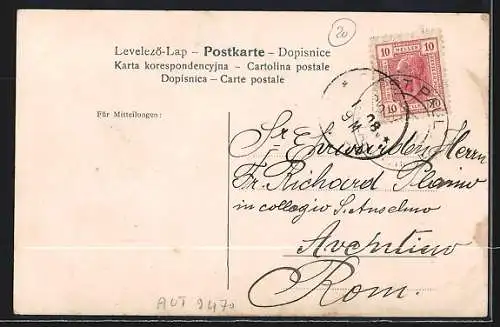 20
Levelező-Lap – Postkarte – Dopisnice
Karta korespondencyjna – Cartolina postale
Dopisnica – Carte postale
Für Mitteilungen:
10 HELLER 10
10 10
Sr. Ehrwürden Herrn
Fr. Richard
in collegio S. Anselmo
Aventino
Rom.
AUT 9470